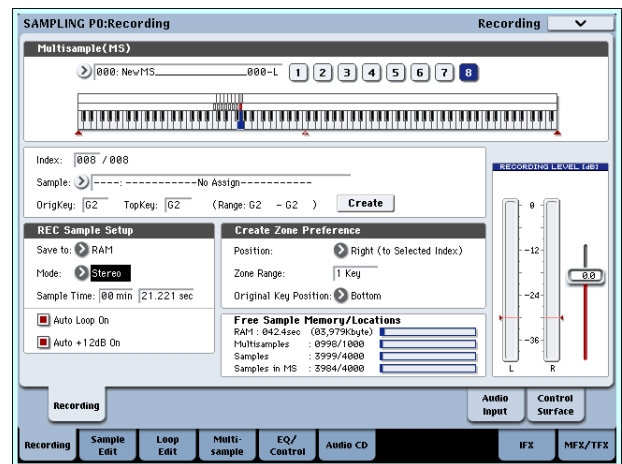 SAMPLING P0:Recording Recording
Multisample(MS)
000: NewMS____________000-L 1 2 3 4 5 6 7 8
Index: 008 /008
Sample: ----: -----------No Assign-----------
OrigKey: G2 TopKey: G2 (Range: G2 - G2 ) Create
RECORDING LEVEL [dB]
REC Sample Setup
Save to: RAM
Mode: Stereo
Sample Time: 00 min 21.221 sec
Auto Loop On
Auto +12dB On
Create Zone Preference
Position: Right (to Selected Index)
Zone Range: 1 Key
Original Key Position: Bottom
Free Sample Memory/Locations
RAM : 042.4sec (03,979Kbyte)
Multisamples : 0998/1000
Samples : 3999/4000
Samples in MS : 3984/4000
0
-12
-24
-36
L R
0.0
Recording
Audio Input
Control Surface
Recording
Sample Edit
Loop Edit
Multi-sample
EQ/Control
Audio CD
IFX
MFX/TFX